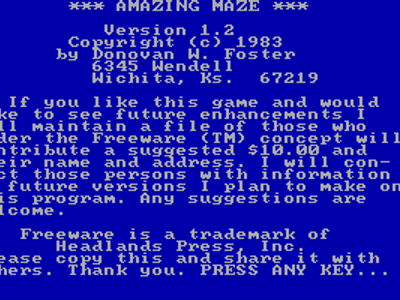 *** AMAZING MAZE ***
Version 1.2
Copyright (c) 1983
by Donovan W. Foster
6345 Wendell
Wichita, Ks.  67219
If you like this game and would
ke to see future enhancements I
ll maintain a file of those who
der the Freeware (TM) concept will
ntribute a suggested $10.00 and
eir name and address. I will con-
ct those persons with information
future versions I plan to make on
is program. Any suggestions are
lcome.
Freeware is a trademark of
Headlands Press, Inc.
ease copy this and share it with
hers. Thank you. PRESS ANY KEY...